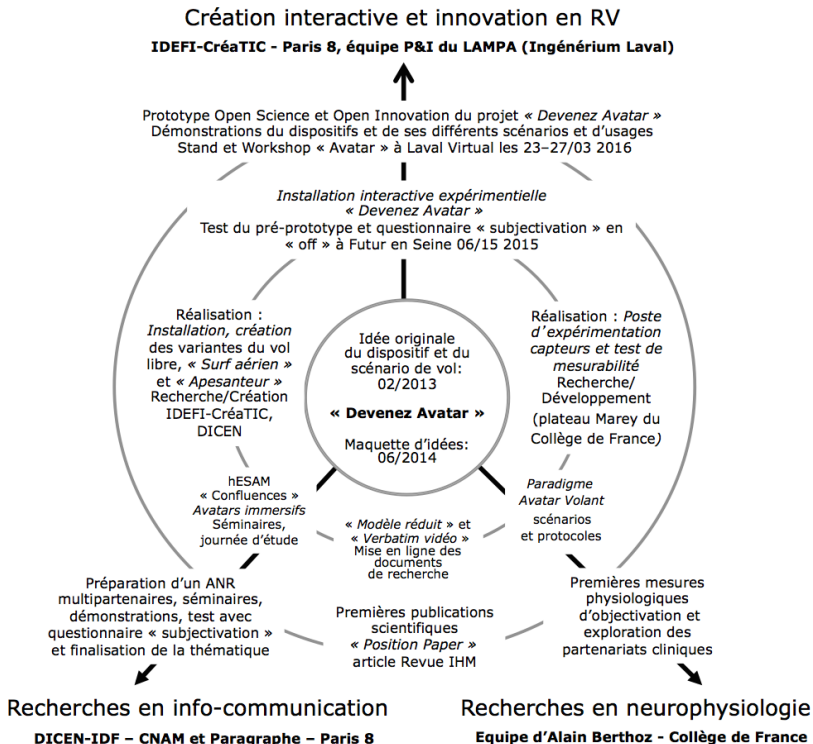 Création interactive et innovation en RV
IDEFI-CréaTIC - Paris 8, équipe P&I du LAMPA (Ingénérium Laval)
Prototype Open Science et Open Innovation du projet « Devenez Avatar »
Démonstrations du dispositifs et de ses différents scénarios et d’usages
Stand et Workshop « Avatar » à Laval Virtual les 23–27/03 2016
Installation interactive expérimentielle
« Devenez Avatar »
Test du pré-prototype et questionnaire « subjectivation » en
« off » à Futur en Seine 06/15 2015
Réalisation :
Installation, création
des variantes du vol
libre, « Surf aérien »
et « Apesanteur »
Recherche/Création
IDEFI-CréaTIC,
DICEN
Idée originale
du dispositif et du
scénario de vol:
02/2013
« Devenez Avatar »
Maquette d’idées:
06/2014
Réalisation : Poste
d’expérimentation
capteurs et test de
mesurabilité
Recherche/
Développement
(plateau Marey du
Collège de France)
hESAM
« Confluences »
Avatars immersifs
Séminaires,
journée d’étude
« Modèle réduit » et
« Verbatim vidéo »
Mise en ligne des
documents
de recherche
Paradigme
Avatar Volant
scénarios
et protocoles
Préparation d’un ANR
multipartenaires, séminaires,
démonstrations, test avec
questionnaire « subjectivation »
et finalisation de la thématique
Premières publications
scientifiques
« Position Paper »
article Revue IHM
Premières mesures
physiologiques
d’objectivation et
exploration des
partenariats cliniques
Recherches en info-communication
DICEN-IDF – CNAM et Paragraphe – Paris 8
Recherches en neurophysiologie
Equipe d’Alain Berthoz - Collège de France